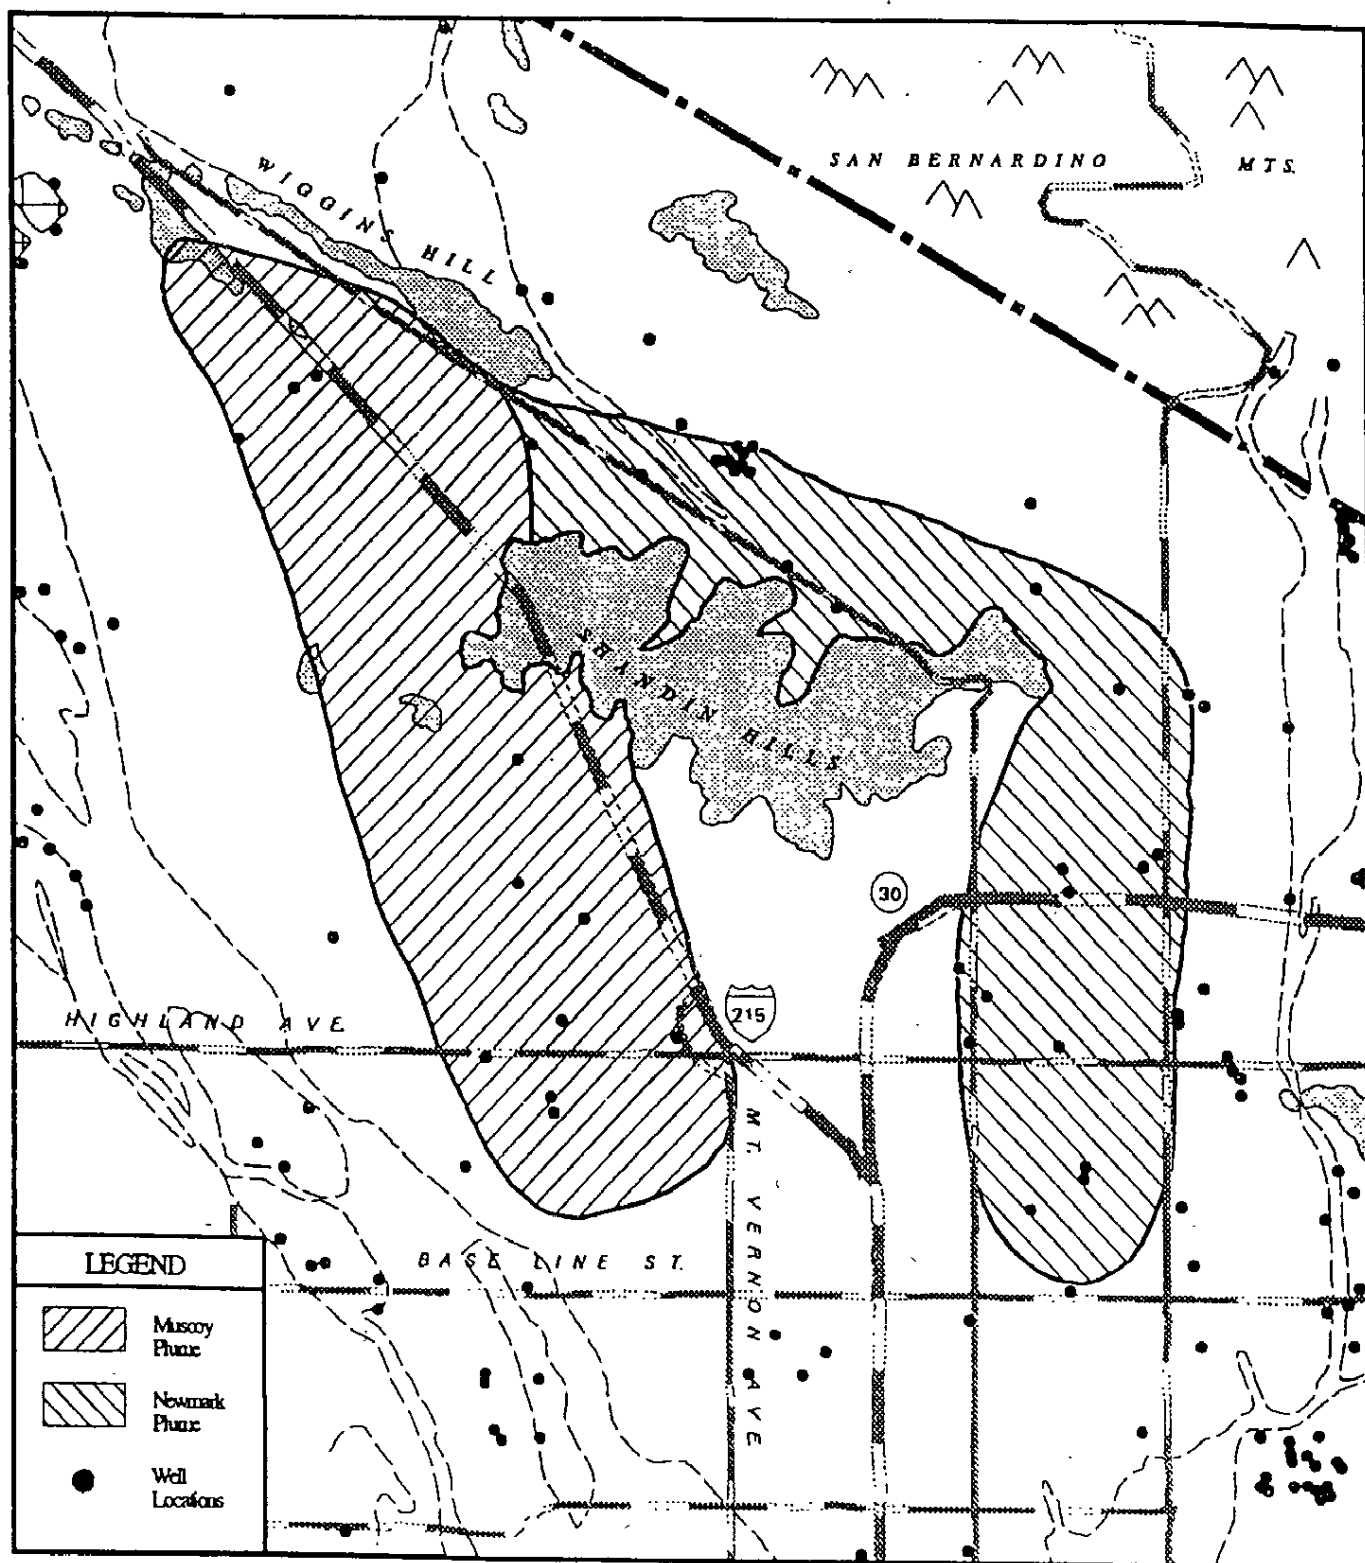 SAN BERNARDINO MTS.
WIGGINS HILL
SHANDIN HILLS
30
215
HIGHLAND AVE.
MT. VERNON AVE
BASE LINE ST.
LEGEND
Muscoy
Plume
Newmark
Plume
Well
Locations